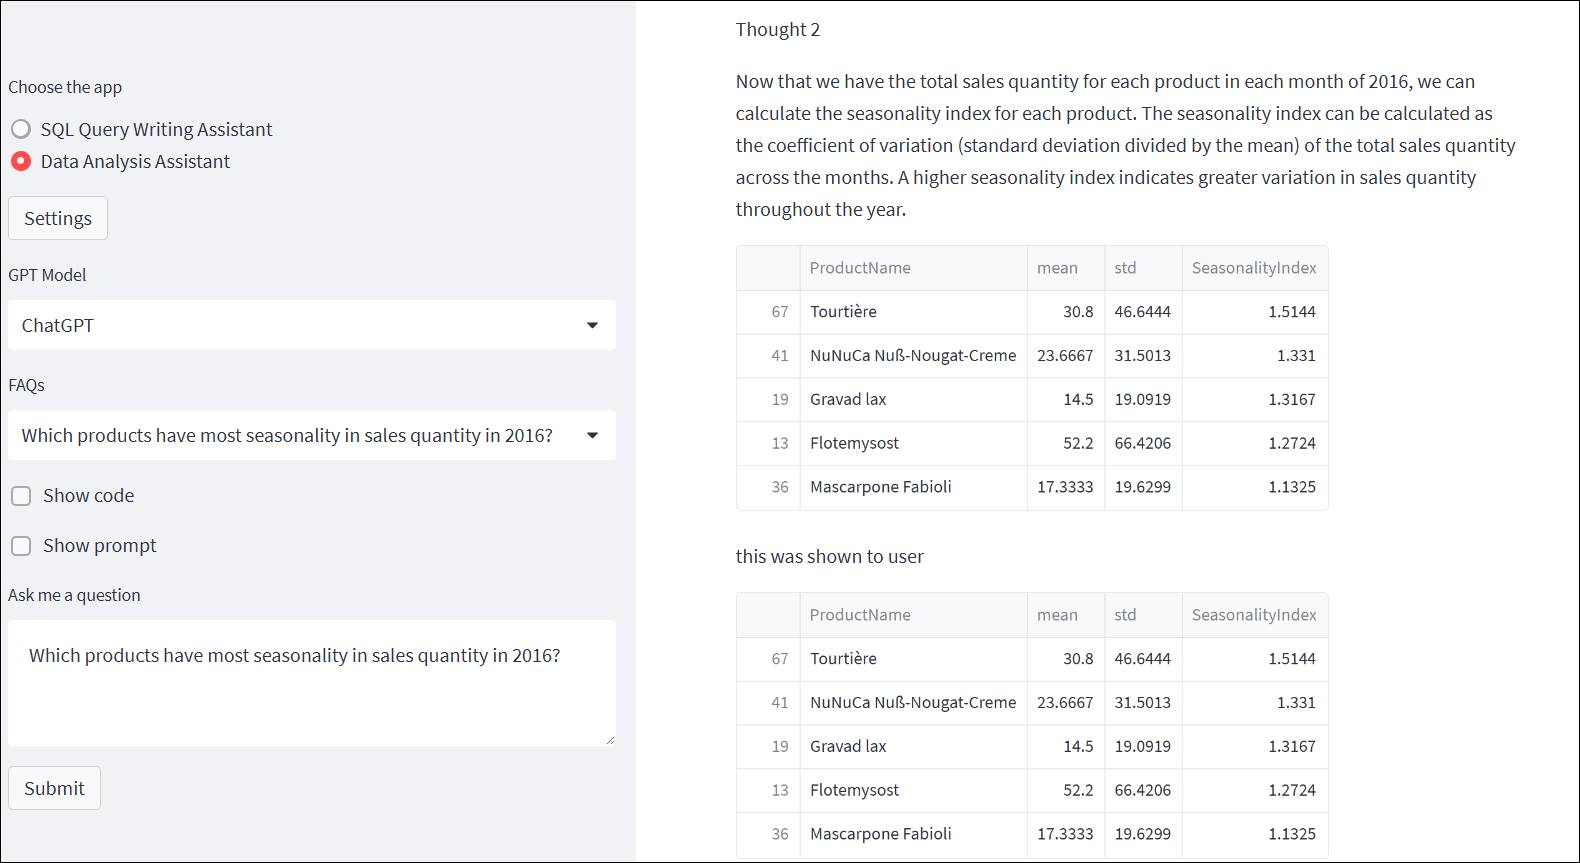 Choose the app
SQL Query Writing Assistant
Data Analysis Assistant
Settings
GPT Model
ChatGPT
FAQs
Which products have most seasonality in sales quantity in 2016?
Show code
Show prompt
Ask me a question
Which products have most seasonality in sales quantity in 2016?
Submit
Thought 2
Now that we have the total sales quantity for each product in each month of 2016, we can
calculate the seasonality index for each product. The seasonality index can be calculated as
the coefficient of variation (standard deviation divided by the mean) of the total sales quantity
across the months. A higher seasonality index indicates greater variation in sales quantity
throughout the year.
ProductName mean std SeasonalityIndex
67 Tourtière 30.8 46.6444 1.5144
41 NuNuCa Nuß-Nougat-Creme 23.6667 31.5013 1.331
19 Gravad lax 14.5 19.0919 1.3167
13 Flotemysost 52.2 66.4206 1.2724
36 Mascarpone Fabioli 17.3333 19.6299 1.1325
this was shown to user
ProductName mean std SeasonalityIndex
67 Tourtière 30.8 46.6444 1.5144
41 NuNuCa Nuß-Nougat-Creme 23.6667 31.5013 1.331
19 Gravad lax 14.5 19.0919 1.3167
13 Flotemysost 52.2 66.4206 1.2724
36 Mascarpone Fabioli 17.3333 19.6299 1.1325